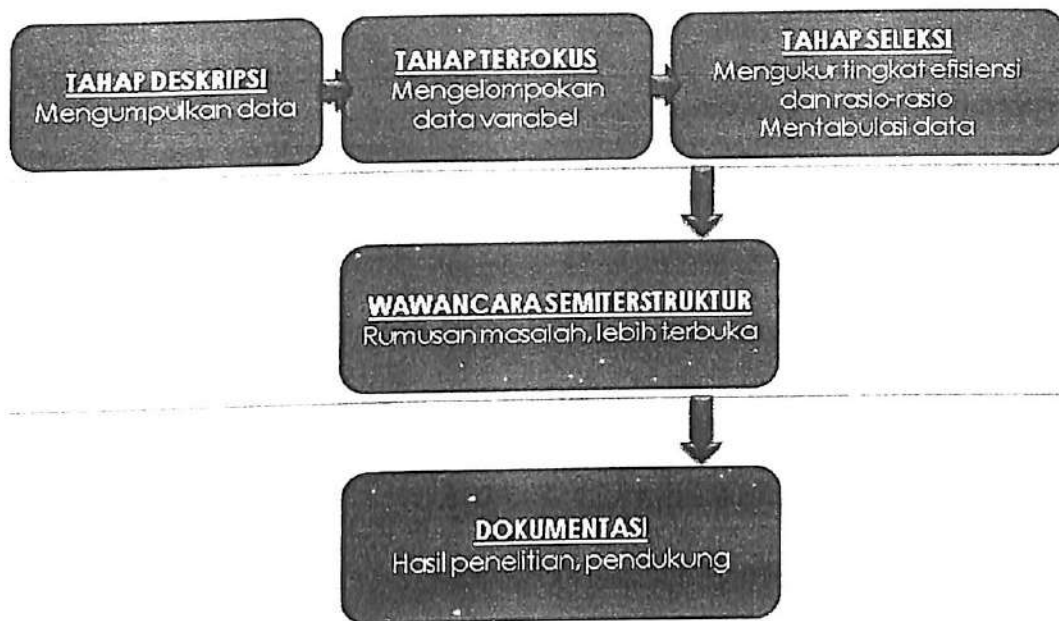 TAHAP DESKRIPSI
Mengumpulkan data
TAHAP TERFOKUS
Mengelompokan
data variabel
TAHAP SELEKSI
Mengukur tingkat efisiensi
dan rasio-rasio
Mentabulasi data
WAWANCARA SEMITERSTRUKTUR
Rumusan masalah, lebih terbuka
DOKUMENTASI
Hasil penelitian, pendukung